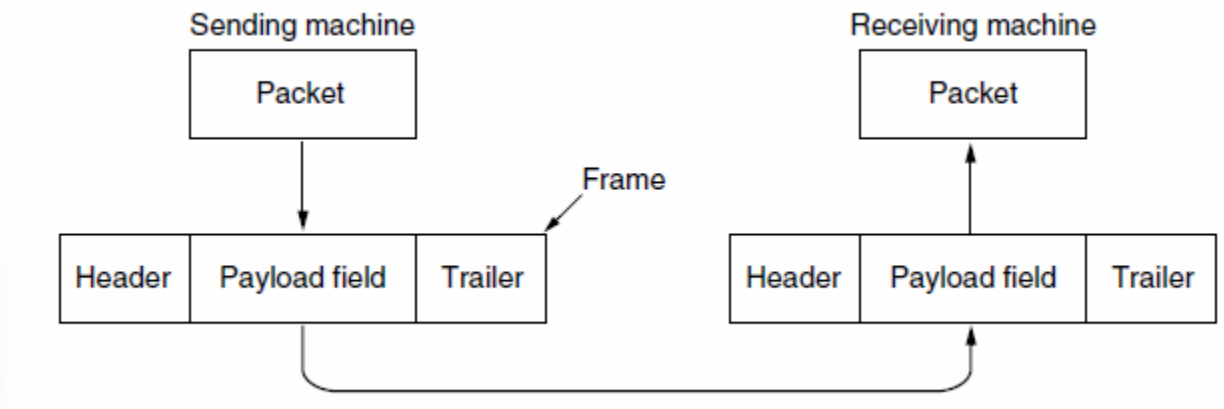 Sending machine
Receiving machine
Packet
Packet
Frame
Header
Payload field
Trailer
Header
Payload field
Trailer